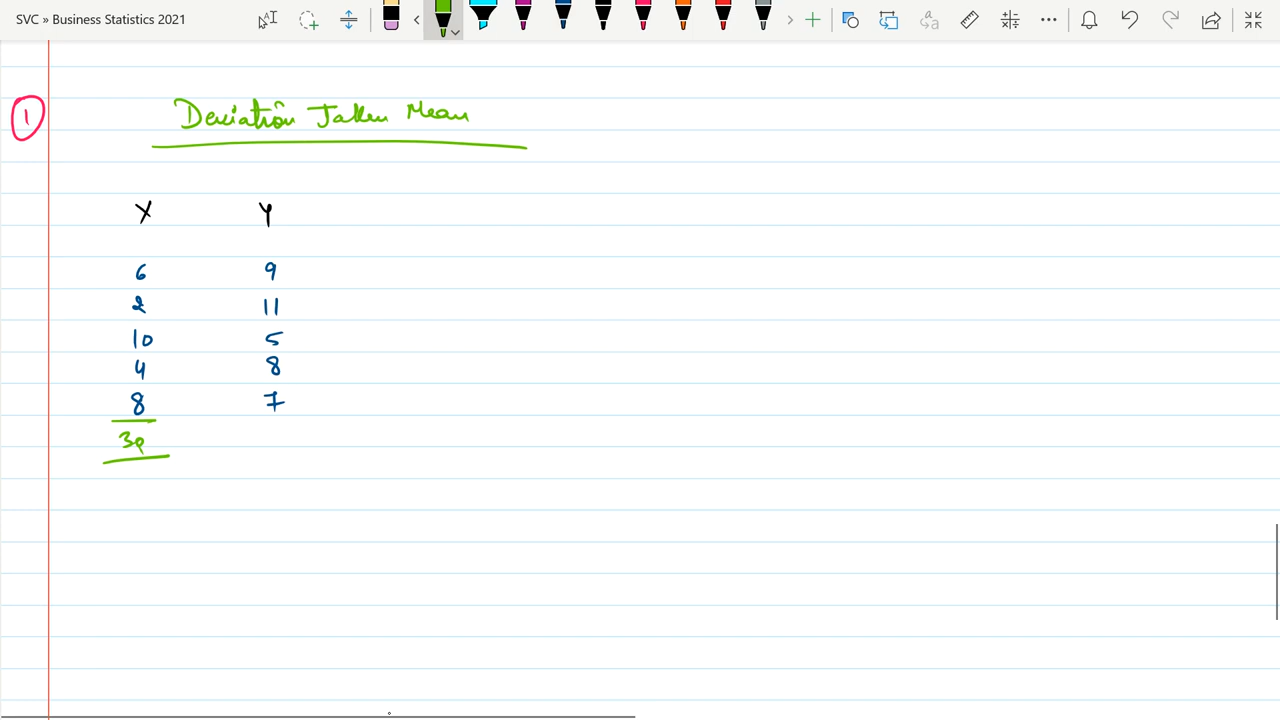 SVC » Business Statistics 2021
1 Deviation Taken Mean
X Y
6 9
2 11
10 5
4 8
8 7
30